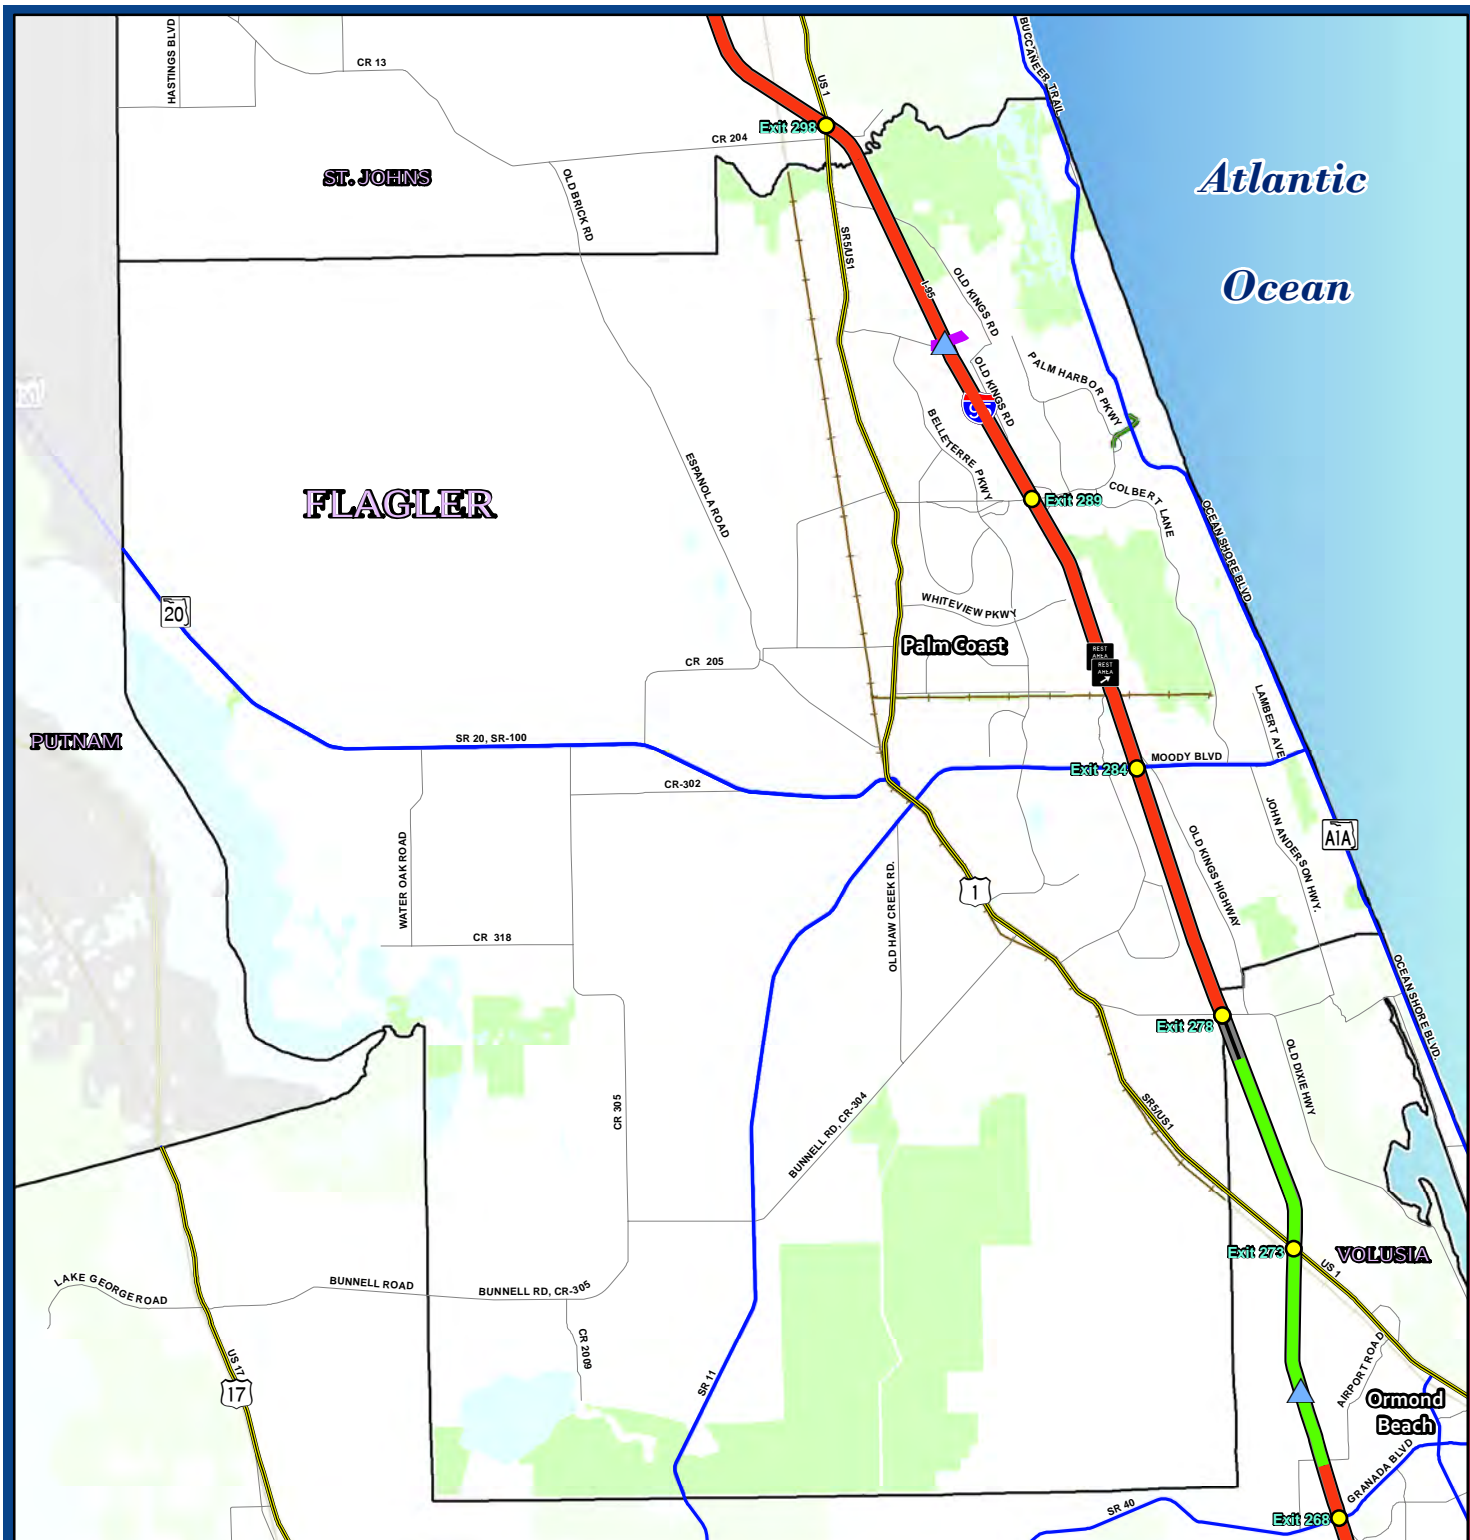 HASTINGS BLVD
CR 13
US 1
BUCCANEER TRAIL
Exit 298
CR 204
ST. JOHNS
OLD BRICK RD
Atlantic
Ocean
SR5/US1
I-95
OLD KINGS RD
OLD KINGS RD
PALM HARBOR PKWY
95
BELLETERRE PKWY
ESPANOLA ROAD
FLAGLER
Exit 289
COLBERT LANE
OCEAN SHORE BLVD
20
WHITEVIEW PKWY
Palm Coast
REST
AREA
REST
AREA
CR 205
LAMBERT AVE
PUTNAM
SR 20, SR-100
MOODY BLVD
Exit 284
CR-302
WATER OAK ROAD
OLD HAW CREEK RD.
1
OLD KINGS HIGHWAY
JOHN ANDERSON HWY.
A1A
CR 318
OCEAN SHORE BLVD.
Exit 278
OLD DIXIE HWY
CR 305
BUNNELL RD, CR-304
SR5/US1
Exit 273
VOLUSIA
US 1
LAKE GEORGE ROAD
BUNNELL ROAD
BUNNELL RD, CR-305
CR 2009
US 17
17
SR 11
AIRPORT ROAD
Ormond
Beach
GRANADA BLVD
SR 40
Exit 268